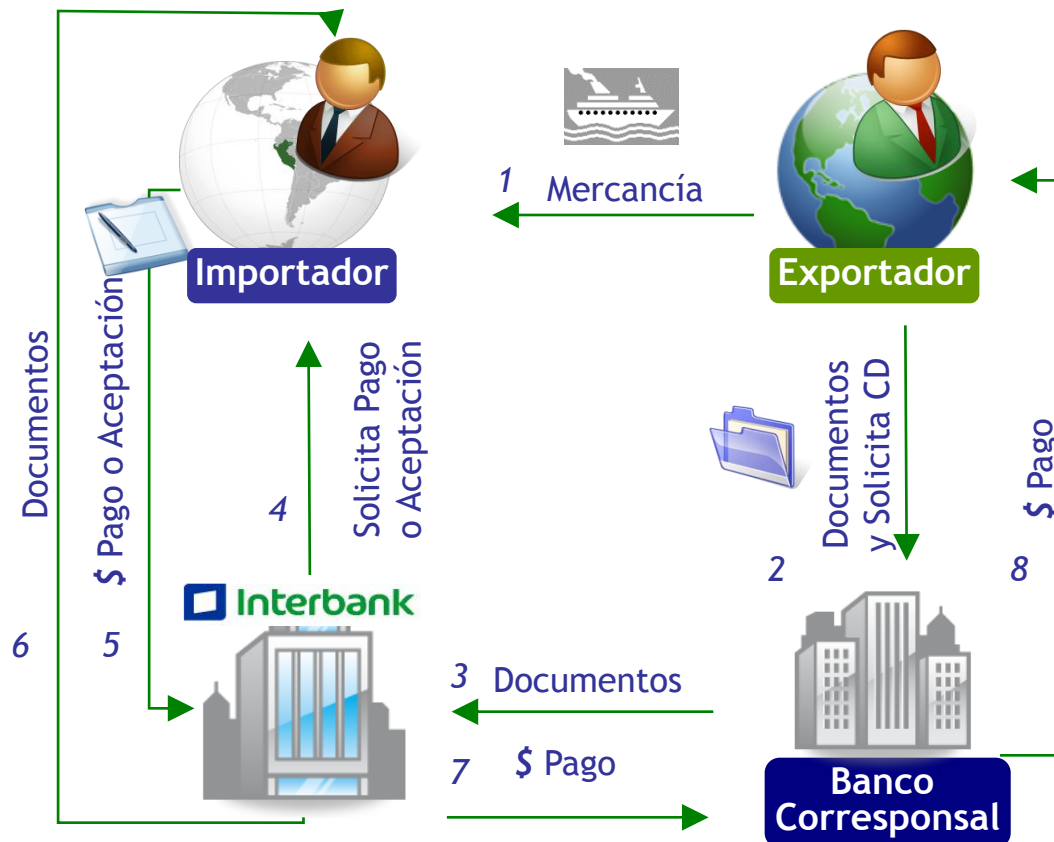 1 Mercancía
Importador
Exportador
Documentos
$ Pago o Aceptación
Solicita Pago
o Aceptación
4
Documentos
y Solicita CD
2
$ Pago
8
Interbank
6
5
3 Documentos
7 $ Pago
Banco
Corresponsal